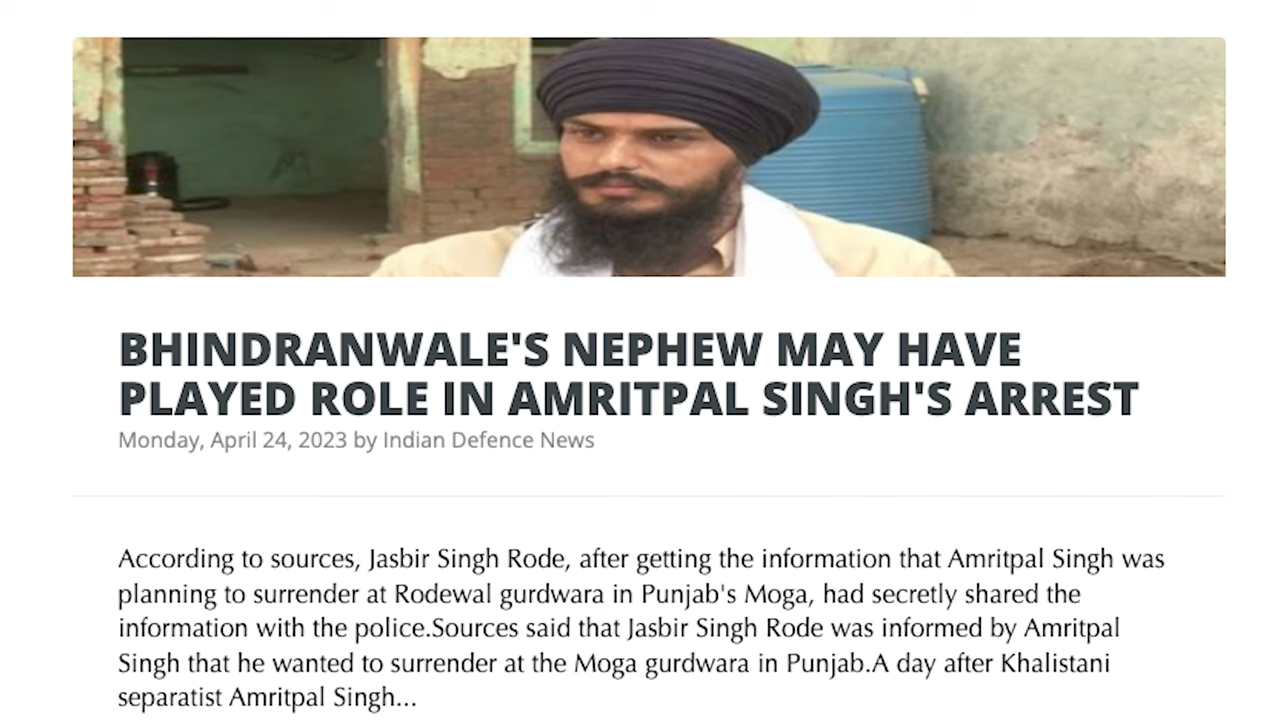 BHINDRANWALE'S NEPHEW MAY HAVE
PLAYED ROLE IN AMRITPAL SINGH'S ARREST
Monday, April 24, 2023 by Indian Defence News
According to sources, Jasbir Singh Rode, after getting the information that Amritpal Singh was
planning to surrender at Rodewal gurdwara in Punjab's Moga, had secretly shared the
information with the police.Sources said that Jasbir Singh Rode was informed by Amritpal
Singh that he wanted to surrender at the Moga gurdwara in Punjab.A day after Khalistani
separatist Amritpal Singh...